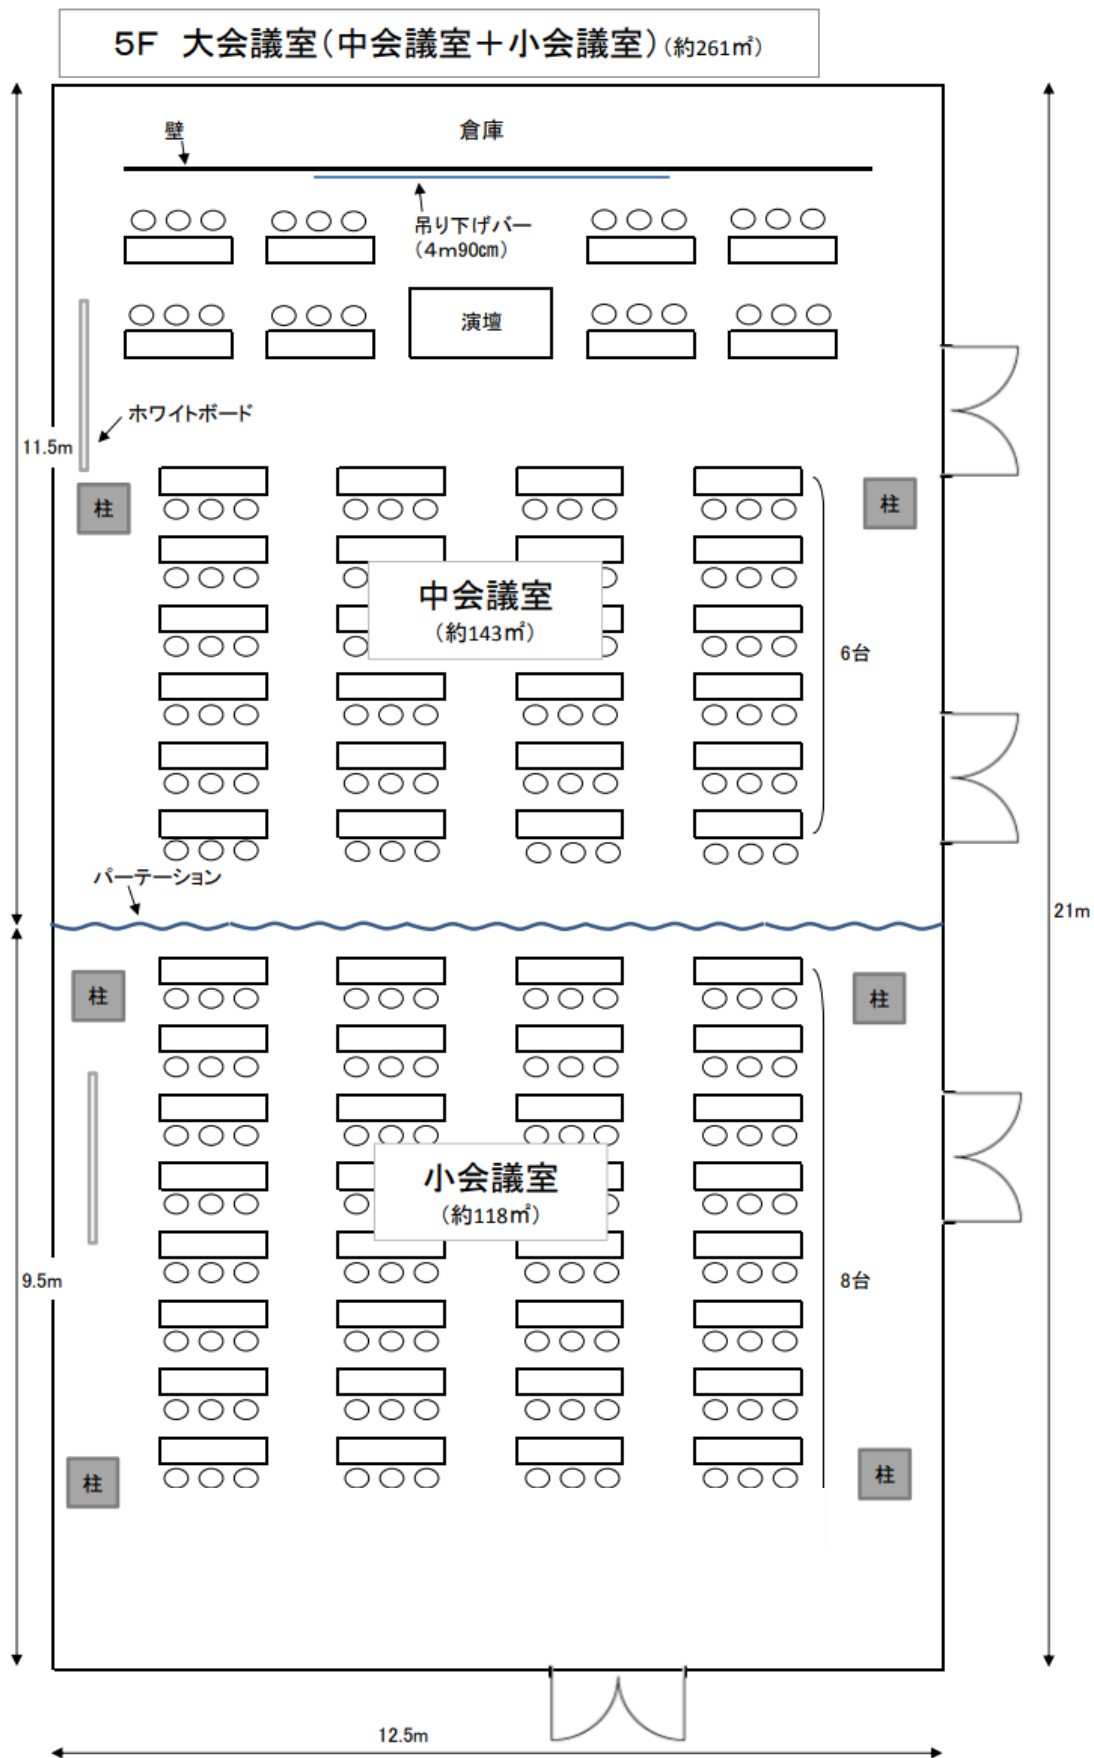 5F 大会議室(中会議室＋小会議室)(約261㎡)
壁
倉庫
吊り下げバー
(4m90cm)
演壇
ホワイトボード
11.5m
柱
柱
中会議室
(約143㎡)
6台
パーテーション
21m
柱
柱
小会議室
(約118㎡)
9.5m
8台
柱
柱
12.5m